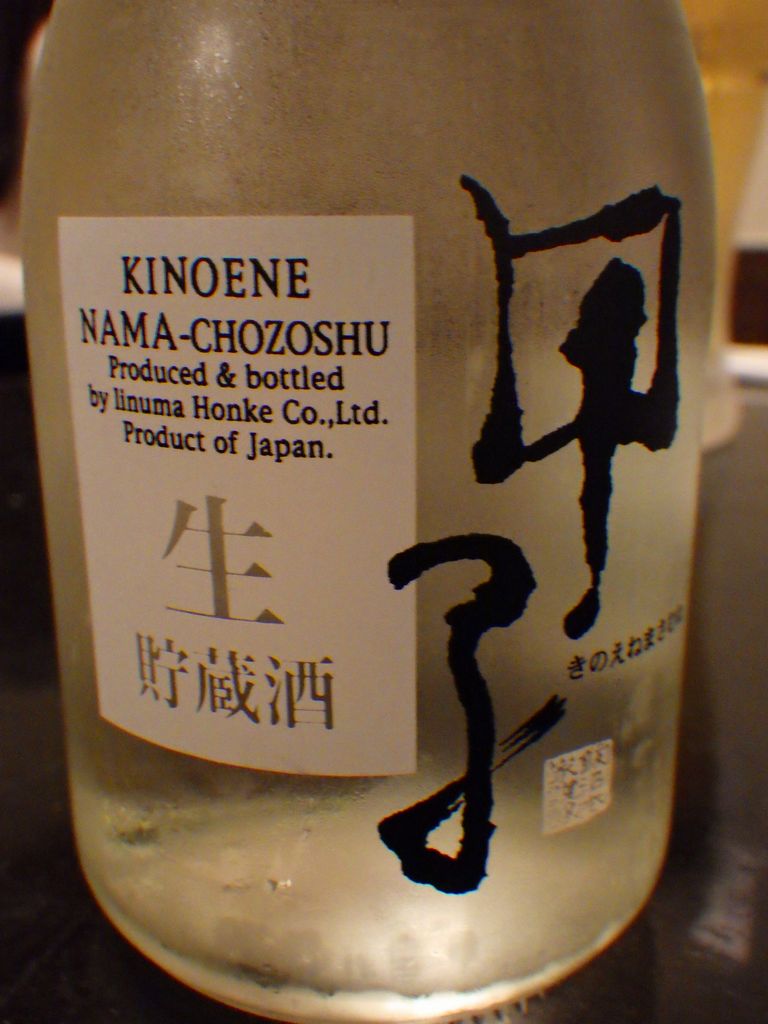 KINOENE
NAMA-CHOZOSHU
Produced & bottled
by Iinuma Honke Co.,Ltd.
Product of Japan.
生
貯蔵酒
甲子
きのえねまさむね